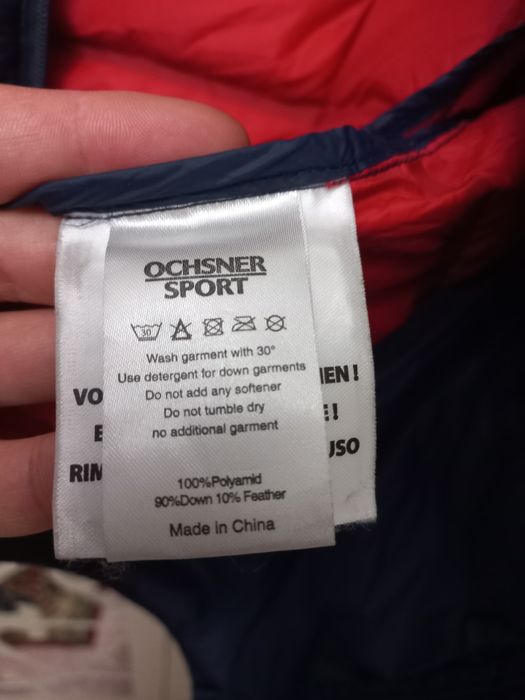 OCHSNER
SPORT
30
Wash garment with 30°
Use detergent for down garments
Do not add any softener
Do not tumble dry
no additional garment
100%Polyamid
90%Down 10% Feather
Made in China
VO
E
RIM
EN!
!
USO